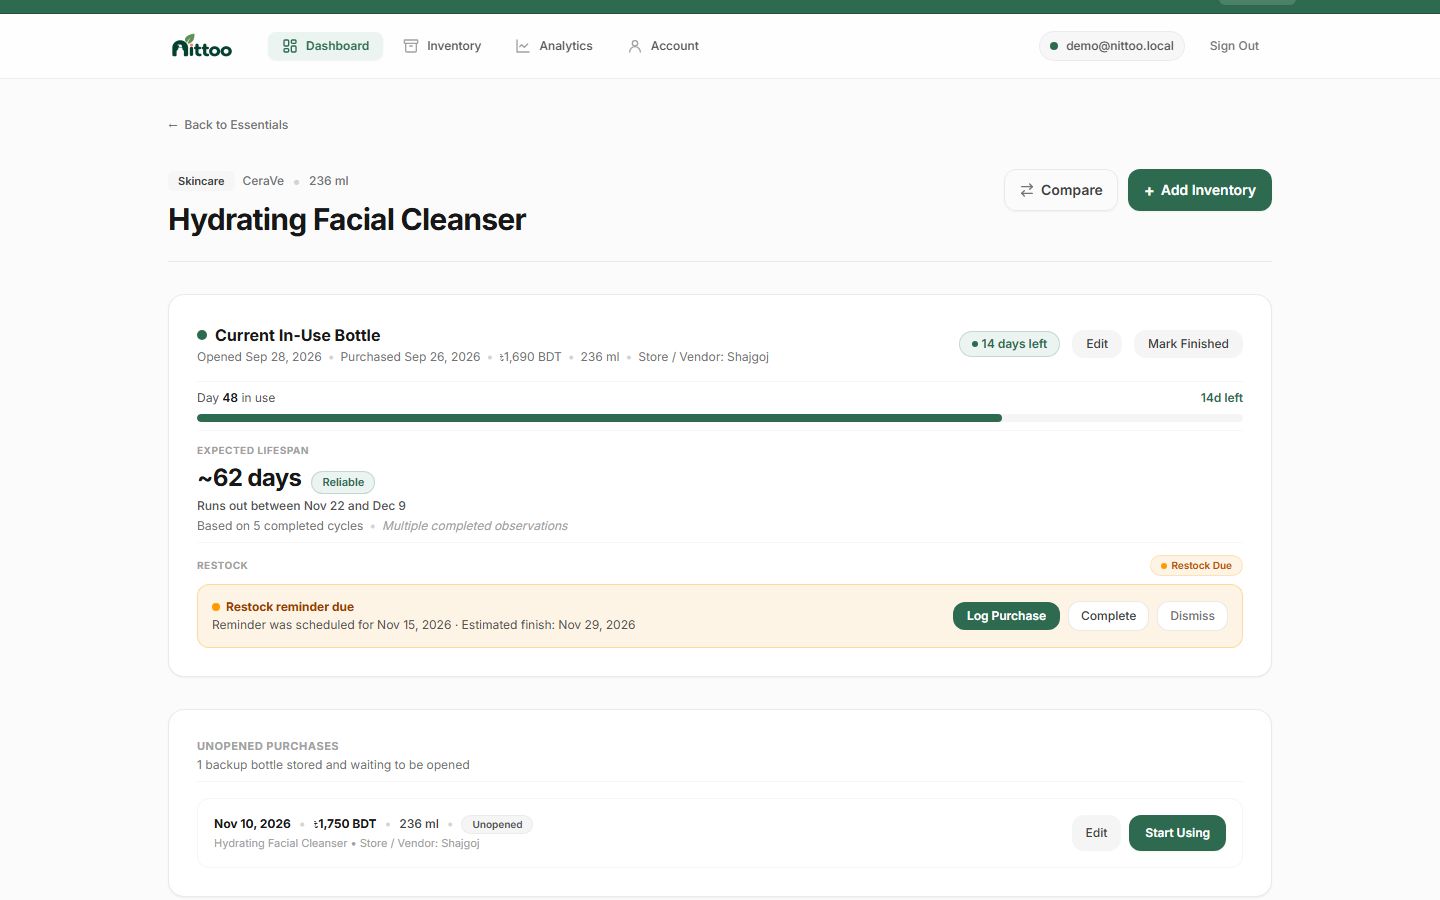 Nittoo
Dashboard
Inventory
Analytics
Account
demo@nittoo.local
Sign Out
← Back to Essentials
Skincare CeraVe • 236 ml
Hydrating Facial Cleanser
Compare
+ Add Inventory
Current In-Use Bottle
Opened Sep 28, 2026 • Purchased Sep 26, 2026 • ৳1,690 BDT • 236 ml • Store / Vendor: Shajgoj
14 days left
Edit
Mark Finished
Day 48 in use
14d left
EXPECTED LIFESPAN
~62 days Reliable
Runs out between Nov 22 and Dec 9
Based on 5 completed cycles • Multiple completed observations
RESTOCK
Restock Due
Restock reminder due
Reminder was scheduled for Nov 15, 2026 · Estimated finish: Nov 29, 2026
Log Purchase
Complete
Dismiss
UNOPENED PURCHASES
1 backup bottle stored and waiting to be opened
Nov 10, 2026 • ৳1,750 BDT • 236 ml • Unopened
Hydrating Facial Cleanser • Store / Vendor: Shajgoj
Edit
Start Using